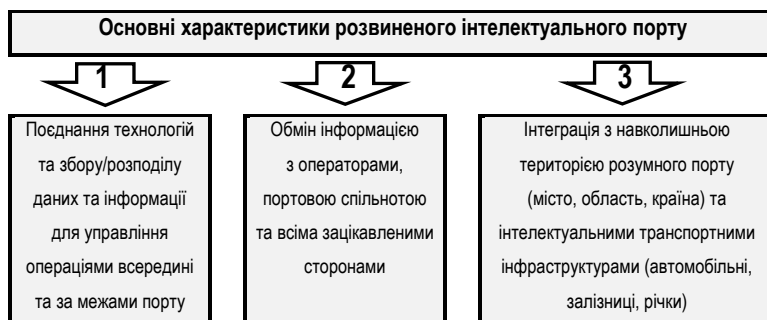 Основні характеристики розвиненого інтелектуального порту
1
2
3
Поєднання технологій
та збору/розподілу
даних та інформації
для управління
операціями всередині
та за межами порту
Обмін інформацією
з операторами,
портовою спільнотою
та всіма зацікавленими
сторонами
Інтеграція з навколишньою
територією розумного порту
(місто, область, країна) та
інтелектуальними транспортними
інфраструктурами (автомобільні,
залізниці, річки)